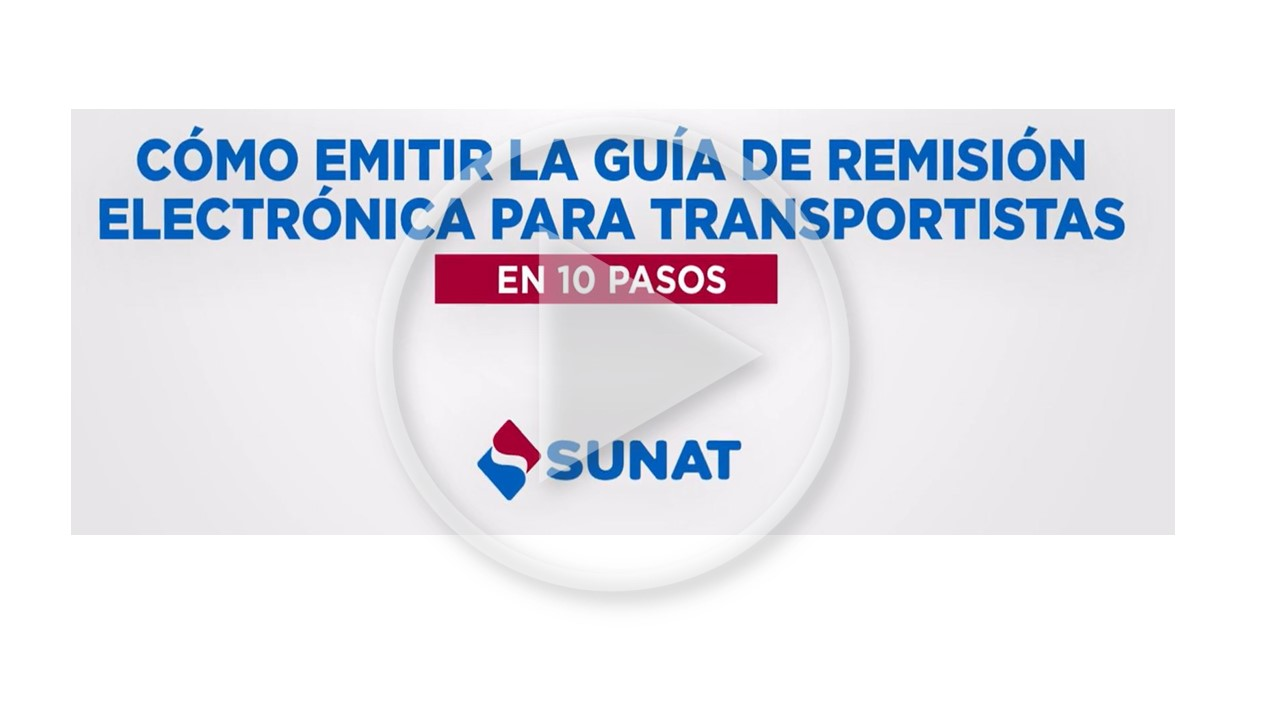 CÓMO EMITIR LA GUÍA DE REMISIÓN
ELECTRÓNICA PARA TRANSPORTISTAS
EN 10 PASOS
SUNAT